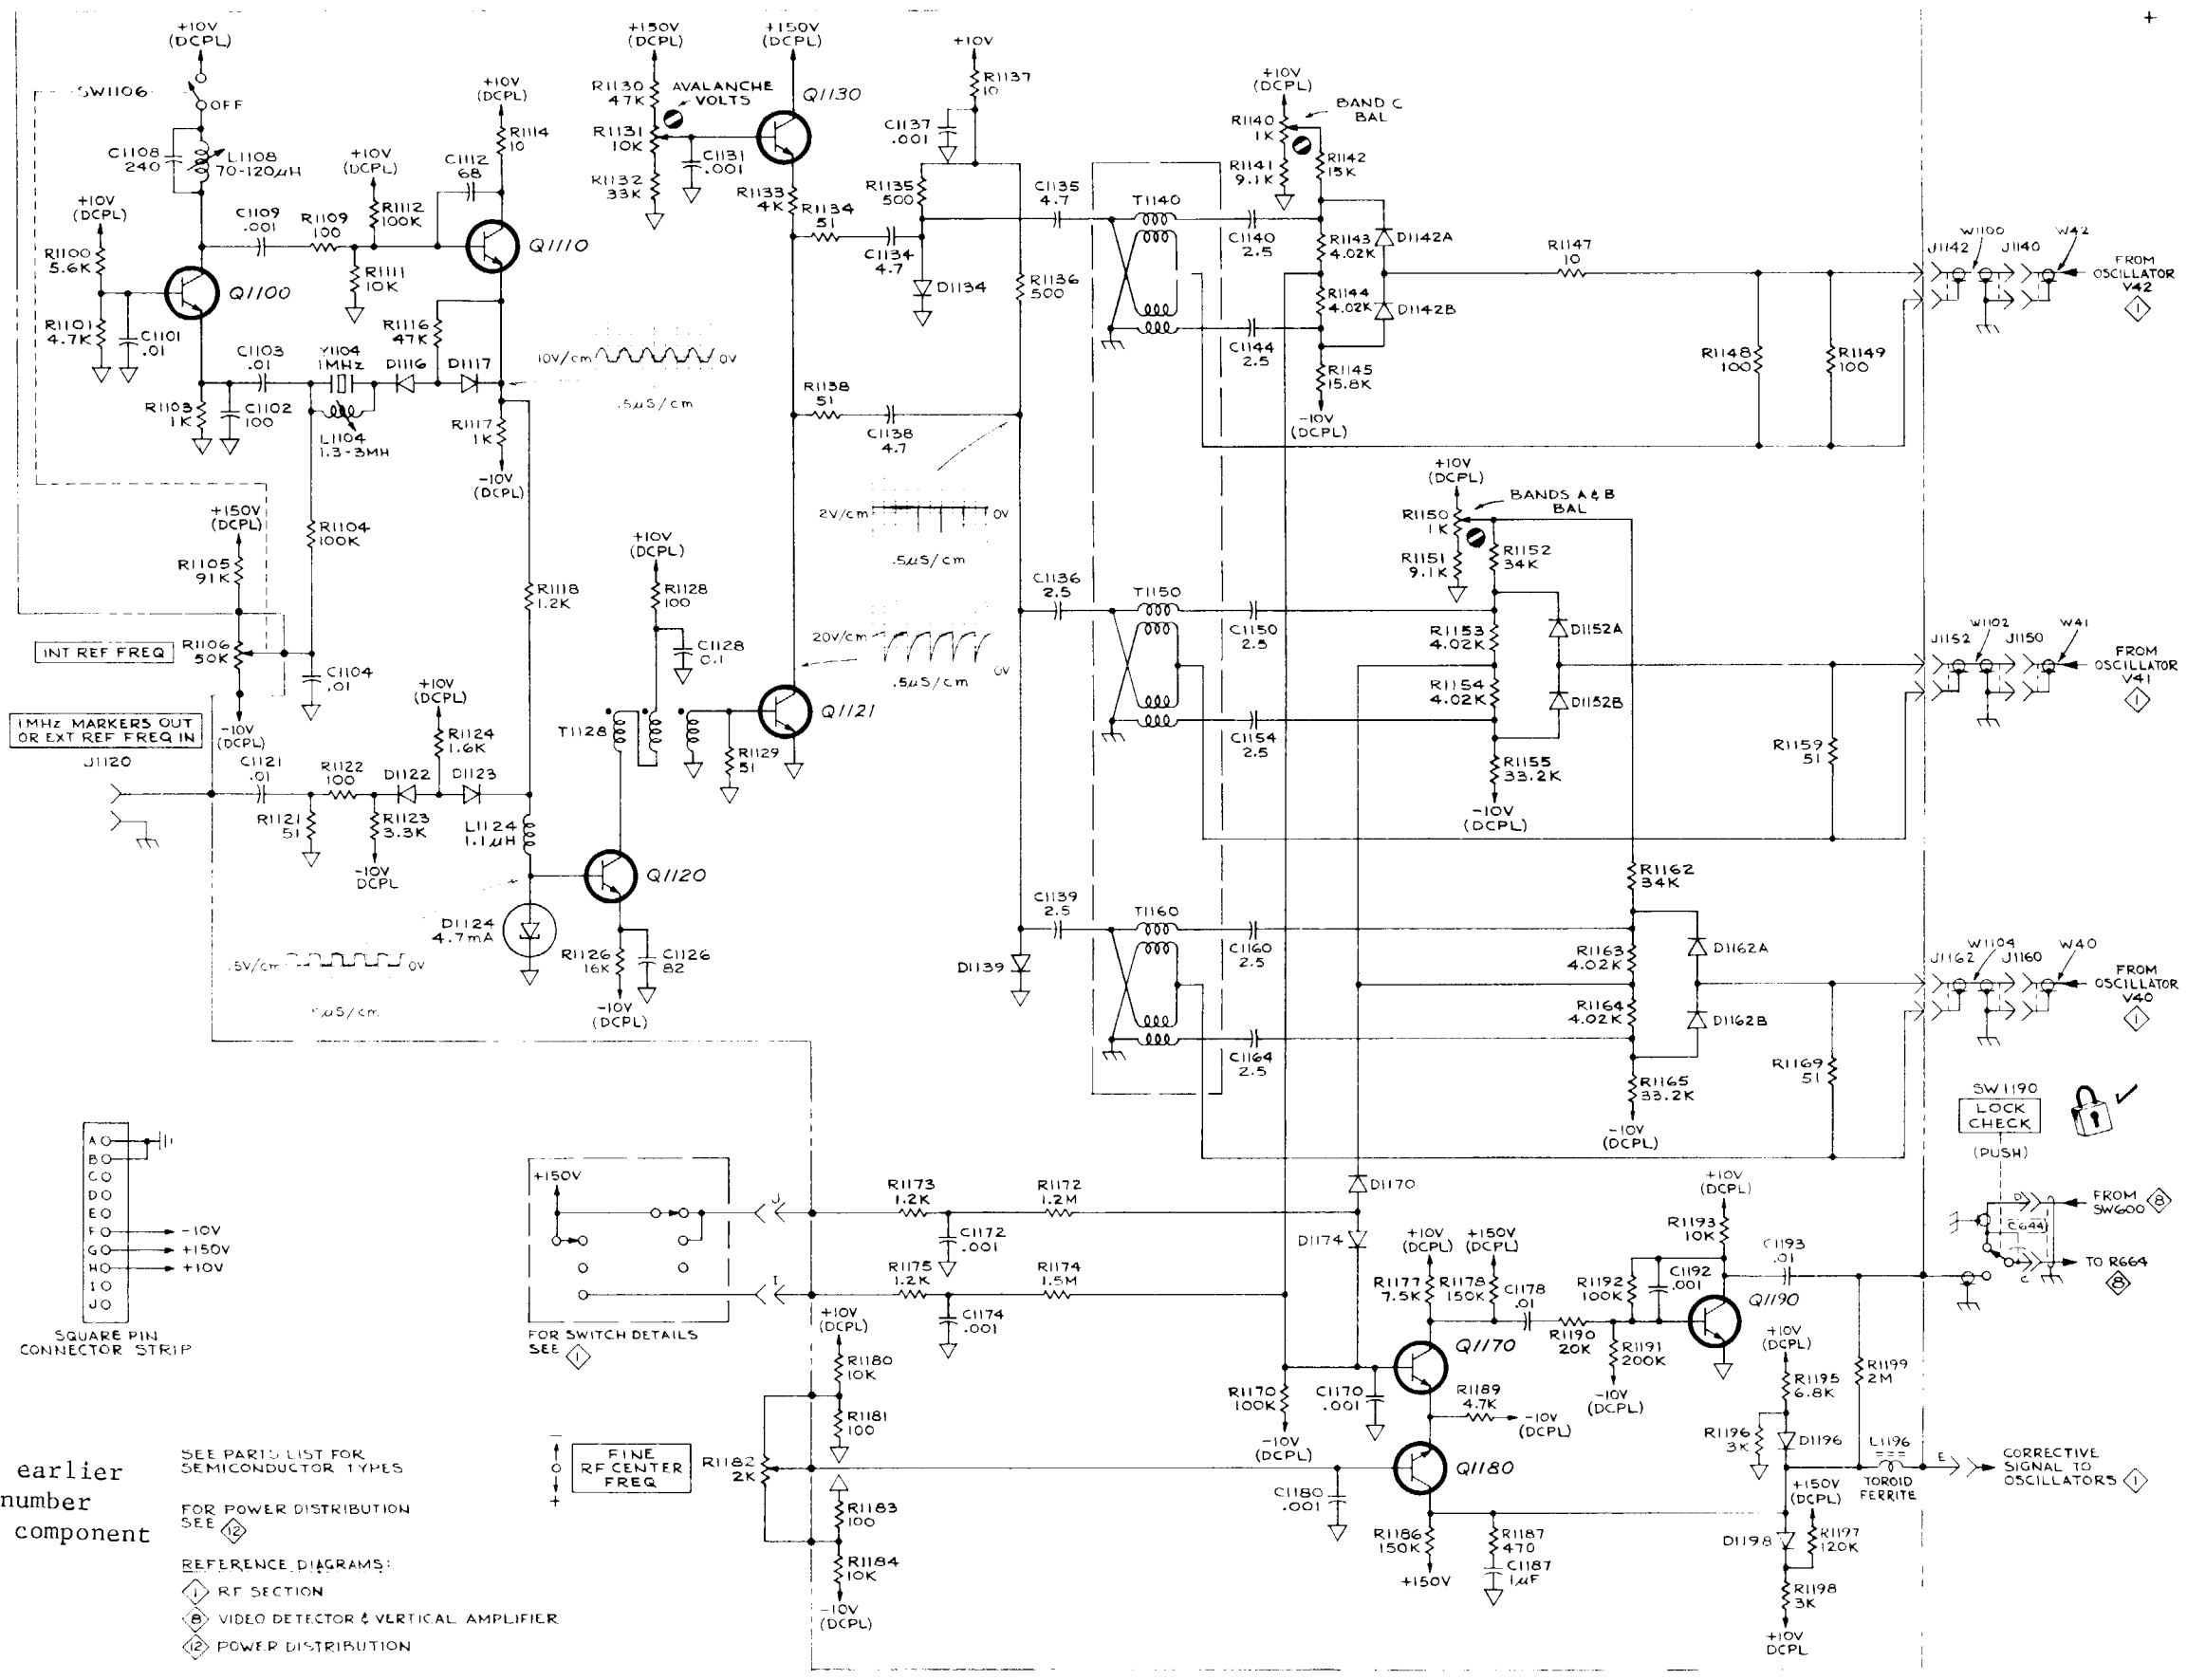 +10V
(DCPL)
SW1106
OFF
C1108
240
L1108
70-120µH
+10V
(DCPL)
R1100
5.6K
R1101
4.7K
C1101
.01
Q1100
C1109
.001
R1109
100
+10V
(DCPL)
R1112
100K
R1111
10K
C1112
68
+10V
(DCPL)
R1114
10
Q1110
R1116
47K
C1103
.01
Y1104
1MHZ
D1116
D1117
R1103
1K
C1102
100
L1104
1.3-3MH
R1117
1K
-10V
(DCPL)
10V/cm
0V
.5µS/cm
+150V
(DCPL)
R1105
91K
R1104
100K
INT REF FREQ
R1106
50K
C1104
.01
-10V
(DCPL)
1MHZ MARKERS OUT
OR EXT REF FREQ IN
J1120
C1121
.01
R1121
51
R1122
100
D1122
D1123
+10V
(DCPL)
R1124
1.6K
R1123
3.3K
-10V
DCPL
R1118
1.2K
L1124
1.1µH
D1124
4.7mA
Q1120
R1126
16K
C1126
82
-10V
(DCPL)
.5V/cm
0V
µS/cm
+10V
(DCPL)
R1128
100
C1128
0.1
T1128
R1129
51
Q1121
+150V
(DCPL)
R1130
47K
AVALANCHE
VOLTS
R1131
10K
R1132
33K
C1131
.001
+150V
(DCPL)
Q1130
R1133
4K
R1134
51
C1134
4.7
R1135
500
C1137
.001
+10V
R1137
10
D1134
R1136
500
R1138
51
C1138
4.7
2V/cm
0V
.5µS/cm
20V/cm
0V
.5µS/cm
C1135
4.7
T1140
C1140
2.5
C1144
2.5
+10V
(DCPL)
R1140
1K
BAND C
BAL
R1141
9.1K
R1142
15K
R1143
4.02K
R1144
4.02K
R1145
15.8K
-10V
(DCPL)
D1142A
D1142B
R1147
10
R1148
100
R1149
100
J1142
W1100
J1140
W42
FROM
OSCILLATOR
V42
1
C1136
2.5
T1150
C1150
2.5
C1154
2.5
+10V
(DCPL)
R1150
1K
BANDS A & B
BAL
R1151
9.1K
R1152
34K
R1153
4.02K
R1154
4.02K
R1155
33.2K
-10V
(DCPL)
D1152A
D1152B
R1159
51
J1152
W1102
J1150
W41
FROM
OSCILLATOR
V41
1
C1139
2.5
D1139
T1160
C1160
2.5
C1164
2.5
R1162
34K
R1163
4.02K
R1164
4.02K
R1165
33.2K
-10V
(DCPL)
D1162A
D1162B
R1169
51
J1162
W1104
J1160
W40
FROM
OSCILLATOR
V40
1
SW1190
LOCK
CHECK
(PUSH)
D
FROM
SW600
8
C644
C
TO R664
8
A
B
C
D
E
F
-10V
G
+150V
H
+10V
I
J
SQUARE PIN
CONNECTOR STRIP
+150V
J
I
FOR SWITCH DETAILS
SEE 1
R1173
1.2K
C1172
.001
R1172
1.2M
R1175
1.2K
C1174
.001
R1174
1.5M
D1170
D1174
+10V
(DCPL)
R1180
10K
R1181
100
R1182
2K
R1183
100
R1184
10K
-10V
(DCPL)
FINE
RF CENTER
FREQ
-
O
+
R1170
100K
-10V
(DCPL)
C1170
.001
+10V
(DCPL)
R1177
7.5K
+150V
(DCPL)
R1178
150K
C1178
.01
Q1170
R1189
4.7K
-10V
(DCPL)
Q1180
C1180
.001
R1186
150K
+150V
R1187
470
C1187
1µF
R1190
20K
R1191
200K
-10V
(DCPL)
R1192
100K
C1192
.001
+10V
(DCPL)
R1193
10K
Q1190
C1193
.01
+10V
(DCPL)
R1195
6.8K
R1196
3K
D1196
R1199
2M
L1196
TOROID
FERRITE
E
CORRECTIVE
SIGNAL TO
OSCILLATORS 1
+150V
(DCPL)
D1198
R1197
120K
R1198
3K
+10V
DCPL
earlier
number
component
SEE PARTS LIST FOR
SEMICONDUCTOR TYPES
FOR POWER DISTRIBUTION
SEE 12
REFERENCE DIAGRAMS:
1 RF SECTION
8 VIDEO DETECTOR & VERTICAL AMPLIFIER
12 POWER DISTRIBUTION